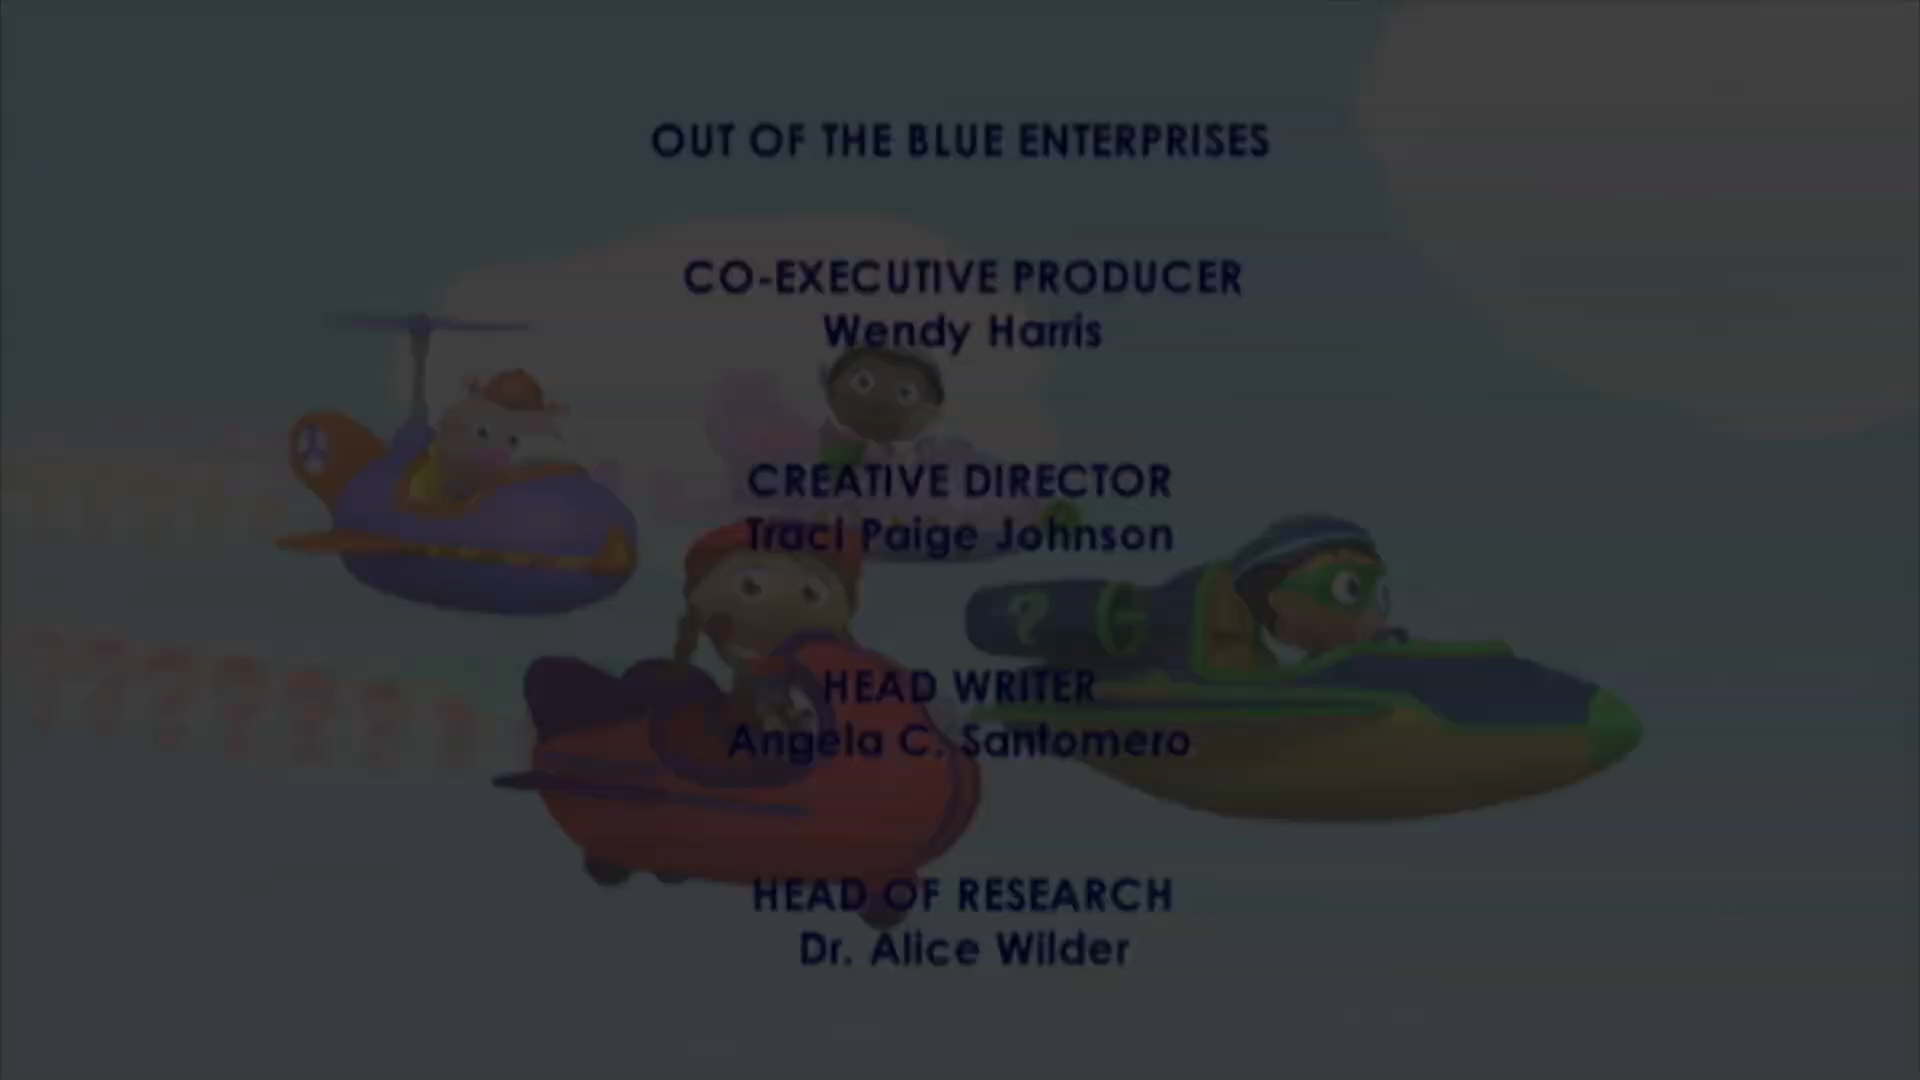 OUT OF THE BLUE ENTERPRISES
CO-EXECUTIVE PRODUCER
Wendy Harris
CREATIVE DIRECTOR
Traci Paige Johnson
? G
HEAD WRITER
Angela C. Santomero
???????
HEAD OF RESEARCH
Dr. Alice Wilder